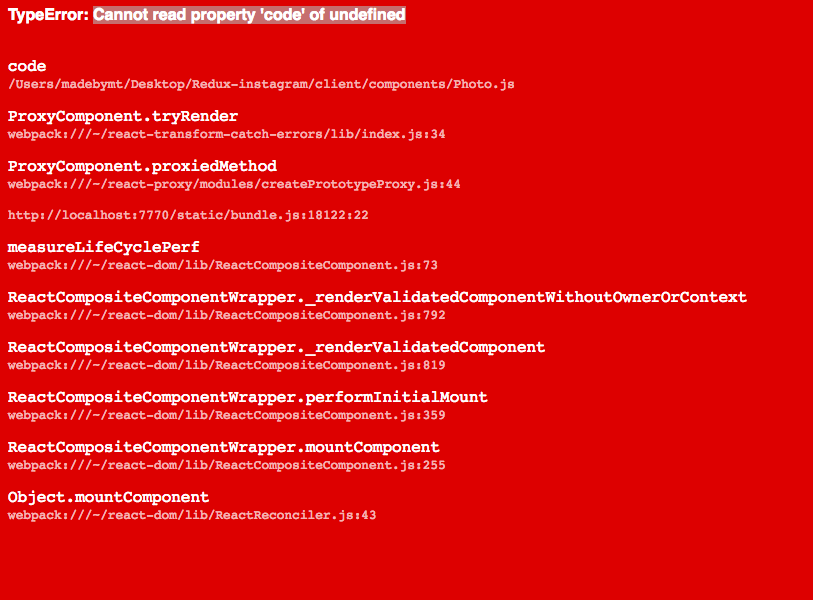 TypeError: Cannot read property 'code' of undefined
code
/Users/madebymt/Desktop/Redux-instagram/client/components/Photo.js
ProxyComponent.tryRender
webpack:///~/react-transform-catch-errors/lib/index.js:34
ProxyComponent.proxiedMethod
webpack:///~/react-proxy/modules/createPrototypeProxy.js:44
http://localhost:7770/static/bundle.js:18122:22
measureLifeCyclePerf
webpack:///~/react-dom/lib/ReactCompositeComponent.js:73
ReactCompositeComponentWrapper._renderValidatedComponentWithoutOwnerOrContext
webpack:///~/react-dom/lib/ReactCompositeComponent.js:792
ReactCompositeComponentWrapper._renderValidatedComponent
webpack:///~/react-dom/lib/ReactCompositeComponent.js:819
ReactCompositeComponentWrapper.performInitialMount
webpack:///~/react-dom/lib/ReactCompositeComponent.js:359
ReactCompositeComponentWrapper.mountComponent
webpack:///~/react-dom/lib/ReactCompositeComponent.js:255
Object.mountComponent
webpack:///~/react-dom/lib/ReactReconciler.js:43